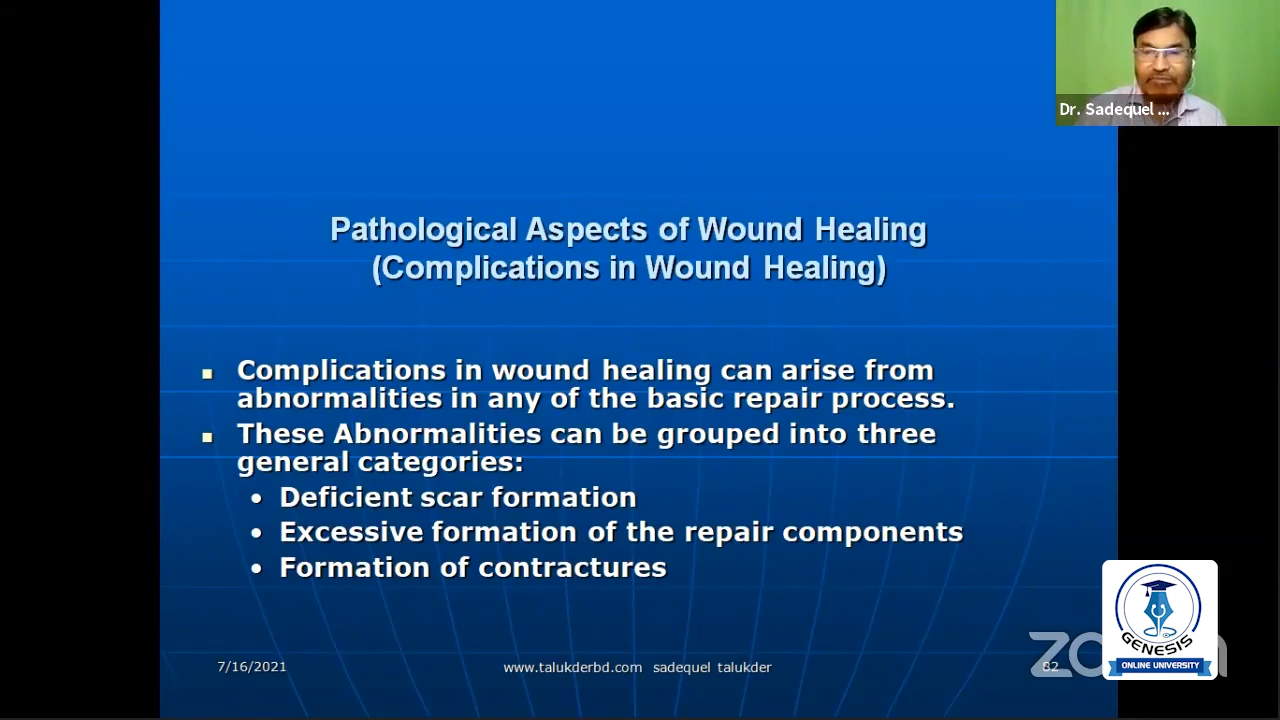 Dr. Sadequel ...
Pathological Aspects of Wound Healing
(Complications in Wound Healing)
▪ Complications in wound healing can arise from
abnormalities in any of the basic repair process.
▪ These Abnormalities can be grouped into three
general categories:
• Deficient scar formation
• Excessive formation of the repair components
• Formation of contractures
7/16/2021
www.talukderbd.com sadequel talukder
82
GENESIS
ONLINE UNIVERSITY